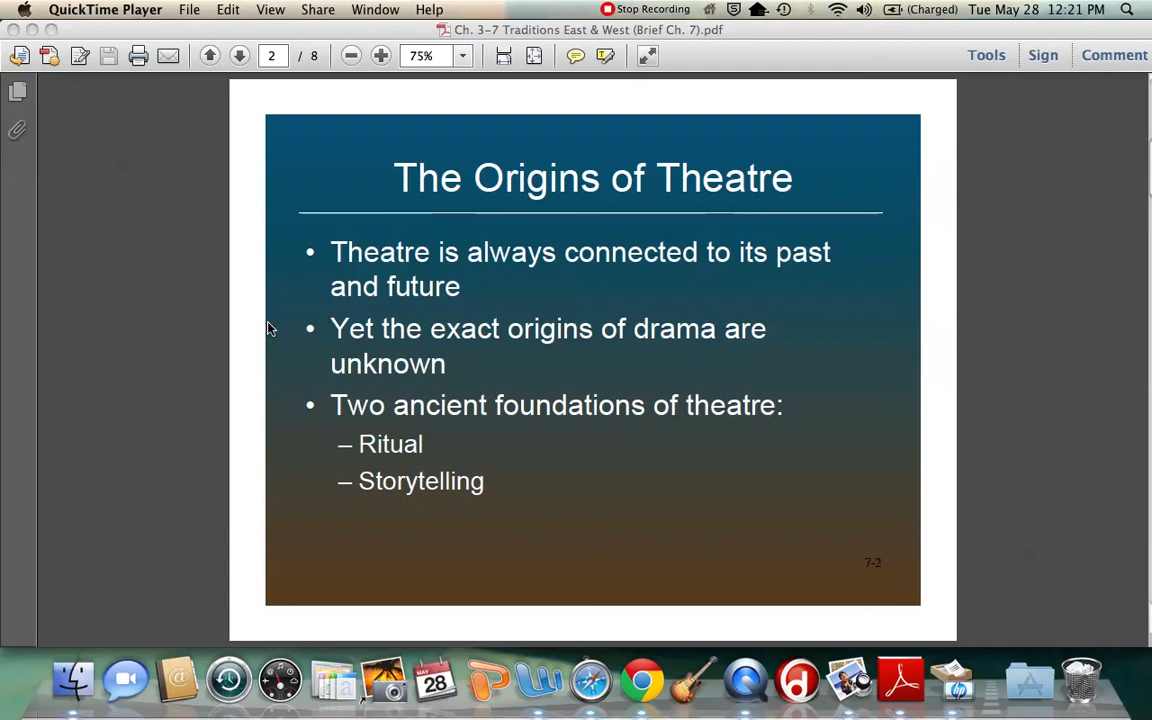 QuickTime Player File Edit View Share Window Help Stop Recording (Charged) Tue May 28 12:21 PM
Ch. 3-7 Traditions East & West (Brief Ch. 7).pdf
2 / 8 75% Tools Sign Comment
The Origins of Theatre
• Theatre is always connected to its past
and future
• Yet the exact origins of drama are
unknown
• Two ancient foundations of theatre:
– Ritual
– Storytelling
7-2
28